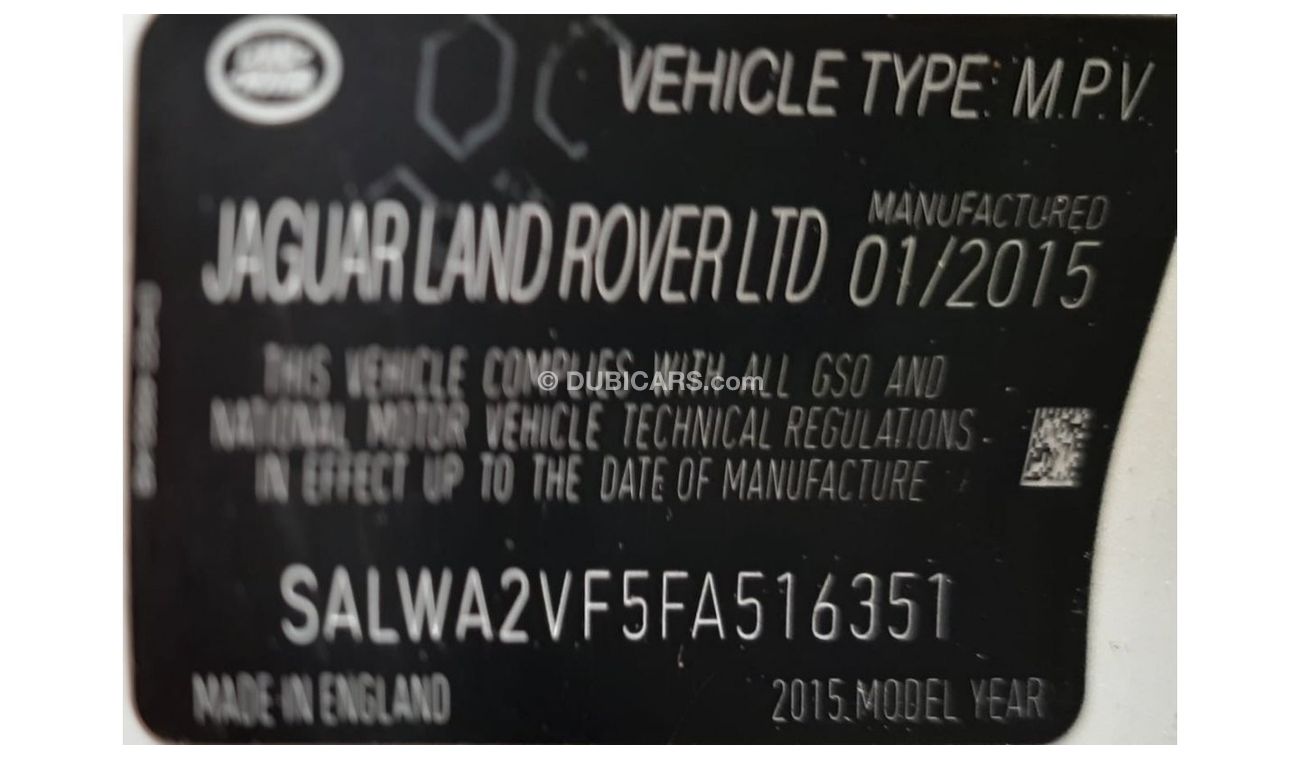 LAND ROVER
VEHICLE TYPE: M.P.V.
JAGUAR LAND ROVER LTD
MANUFACTURED
01/2015
THIS VEHICLE COMPLIES WITH ALL GSO AND
© DUBICARS.com
NATIONAL MOTOR VEHICLE TECHNICAL REGULATIONS
IN EFFECT UP TO THE DATE OF MANUFACTURE
SALWA2VF5FA516351
MADE IN ENGLAND
2015 MODEL YEAR